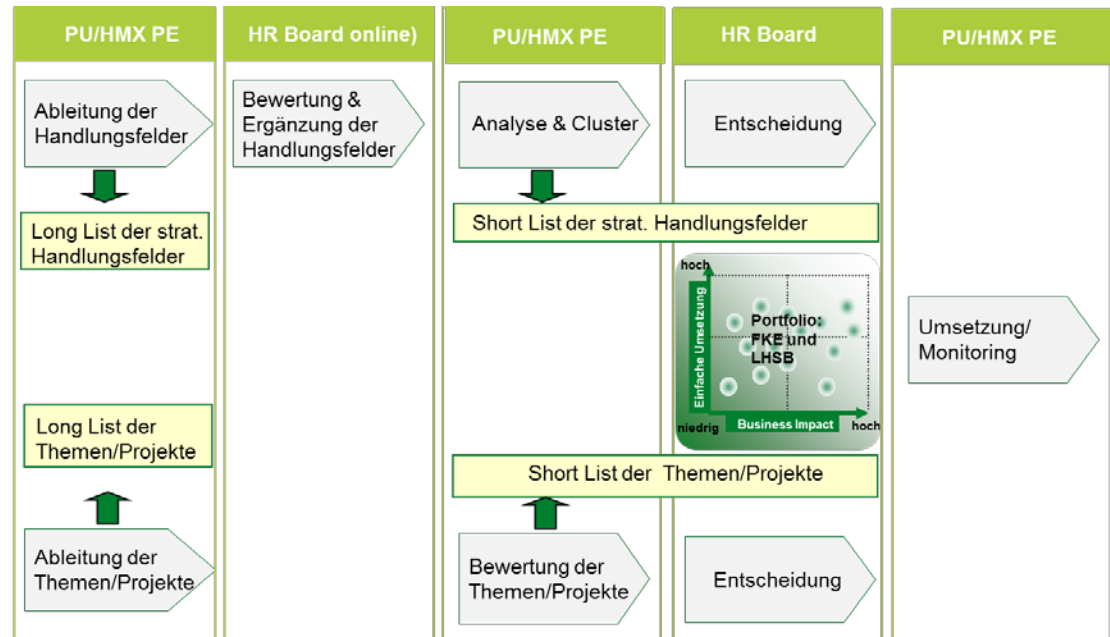 PU/HMX PE
HR Board online)
PU/HMX PE
HR Board
PU/HMX PE
Ableitung der
Handlungsfelder
Bewertung &
Ergänzung der
Handlungsfelder
Analyse & Cluster
Entscheidung
Long List der strat.
Handlungsfelder
Short List der strat. Handlungsfelder
hoch
Einfache Umsetzung
Portfolio:
FKE und
LHSB
niedrig
Business Impact
hoch
Umsetzung/
Monitoring
Long List der
Themen/Projekte
Short List der Themen/Projekte
Ableitung der
Themen/Projekte
Bewertung der
Themen/Projekte
Entscheidung